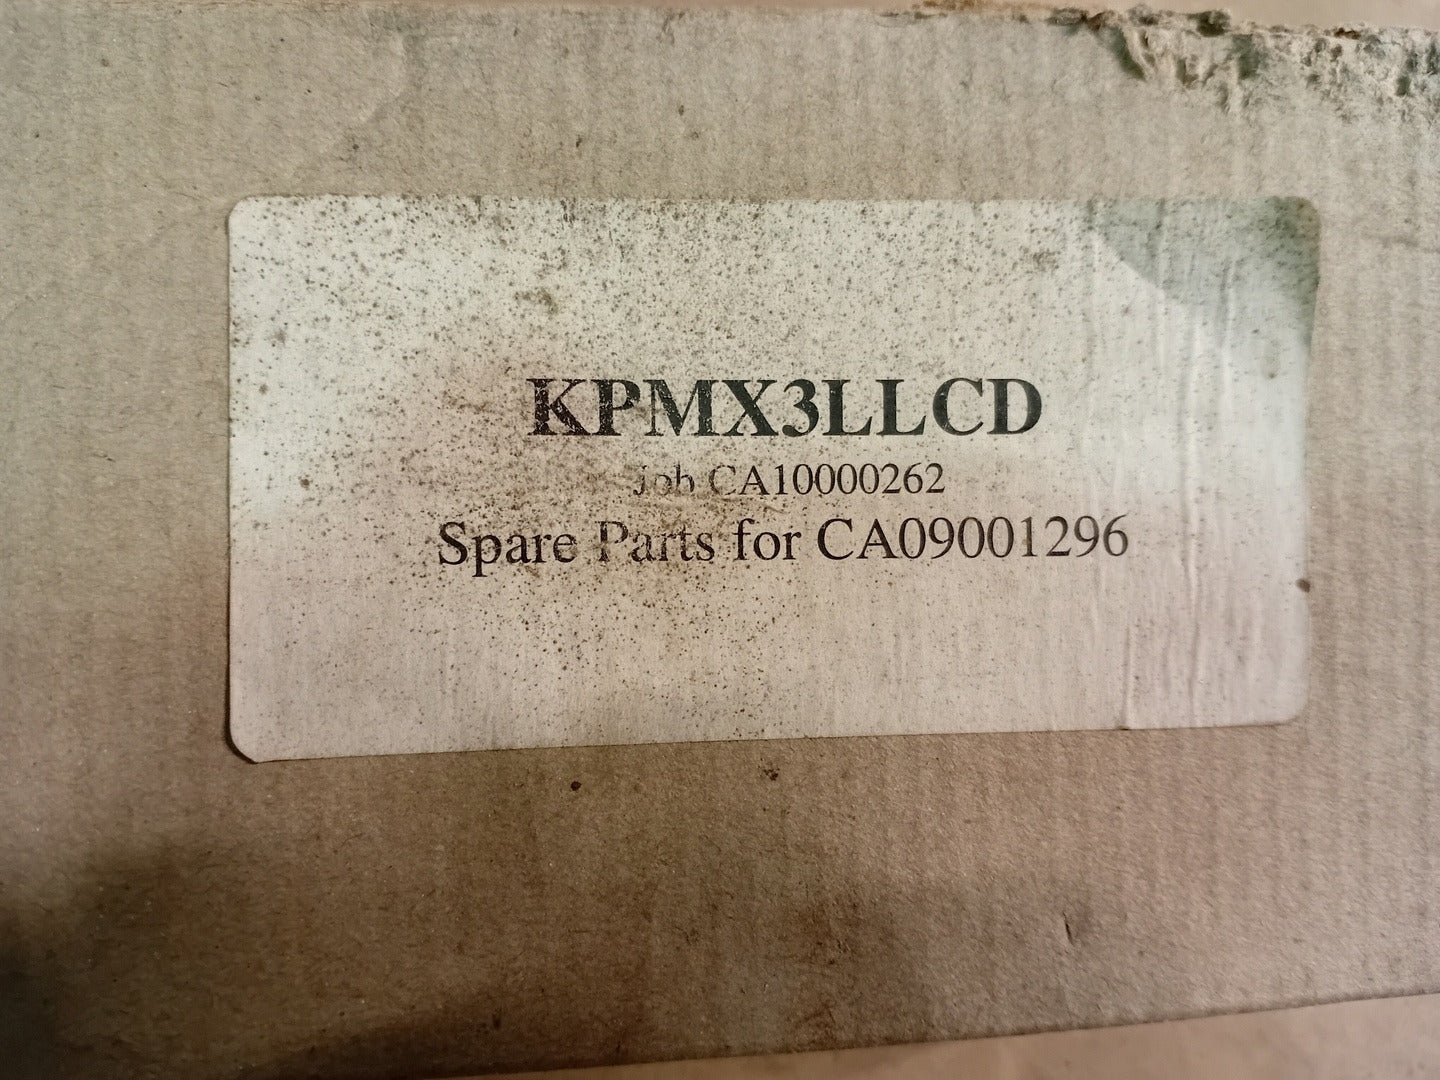 KPMX3LLCD
Job CA10000262
Spare Parts for CA09001296